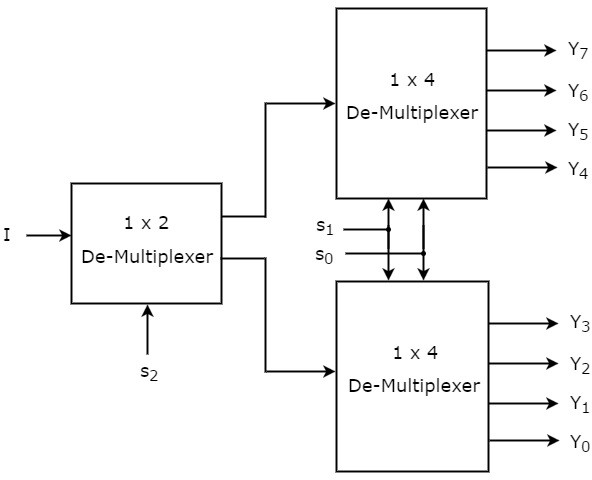 1 x 4
De-Multiplexer
Y7
Y6
Y5
Y4
1 x 2
De-Multiplexer
I
s2
s1
s0
1 x 4
De-Multiplexer
Y3
Y2
Y1
Y0